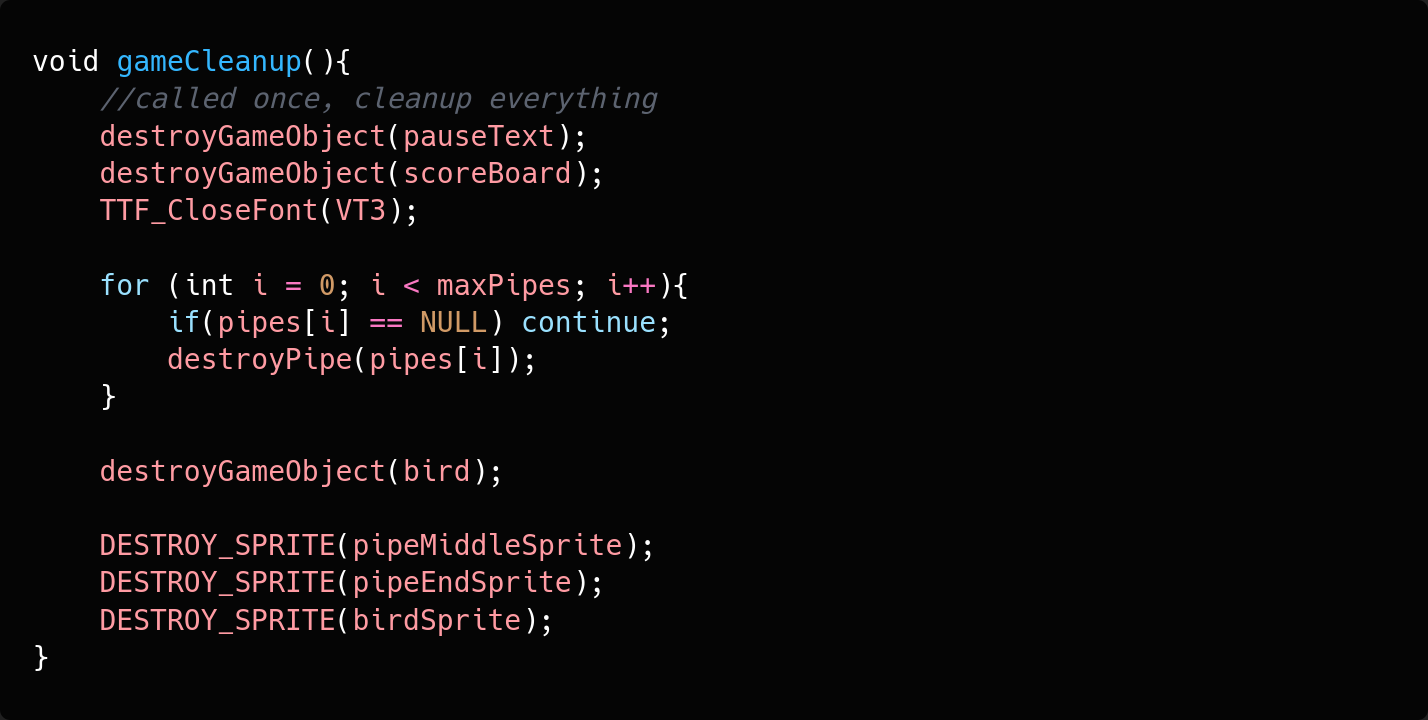 void gameCleanup(){
    //called once, cleanup everything
    destroyGameObject(pauseText);
    destroyGameObject(scoreBoard);
    TTF_CloseFont(VT3);

    for (int i = 0; i < maxPipes; i++){
        if(pipes[i] == NULL) continue;
        destroyPipe(pipes[i]);
    }

    destroyGameObject(bird);

    DESTROY_SPRITE(pipeMiddleSprite);
    DESTROY_SPRITE(pipeEndSprite);
    DESTROY_SPRITE(birdSprite);
}